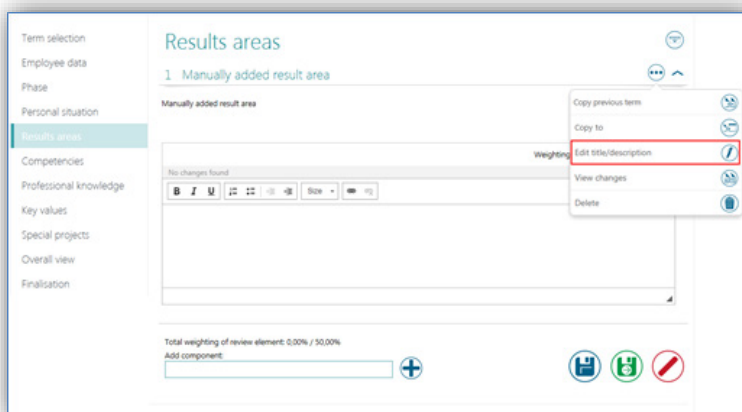 Term selection
Employee data
Phase
Personal situation
Results areas
Competencies
Professional knowledge
Key values
Special projects
Overall view
Finalisation
Results areas
1 Manually added result area
Manually added result area
Copy previous term
Copy to
Edit title/description
View changes
Delete
Weighting
No changes found
B I U Size
Total weighting of review element: 0,00% / 50,00%
Add component: